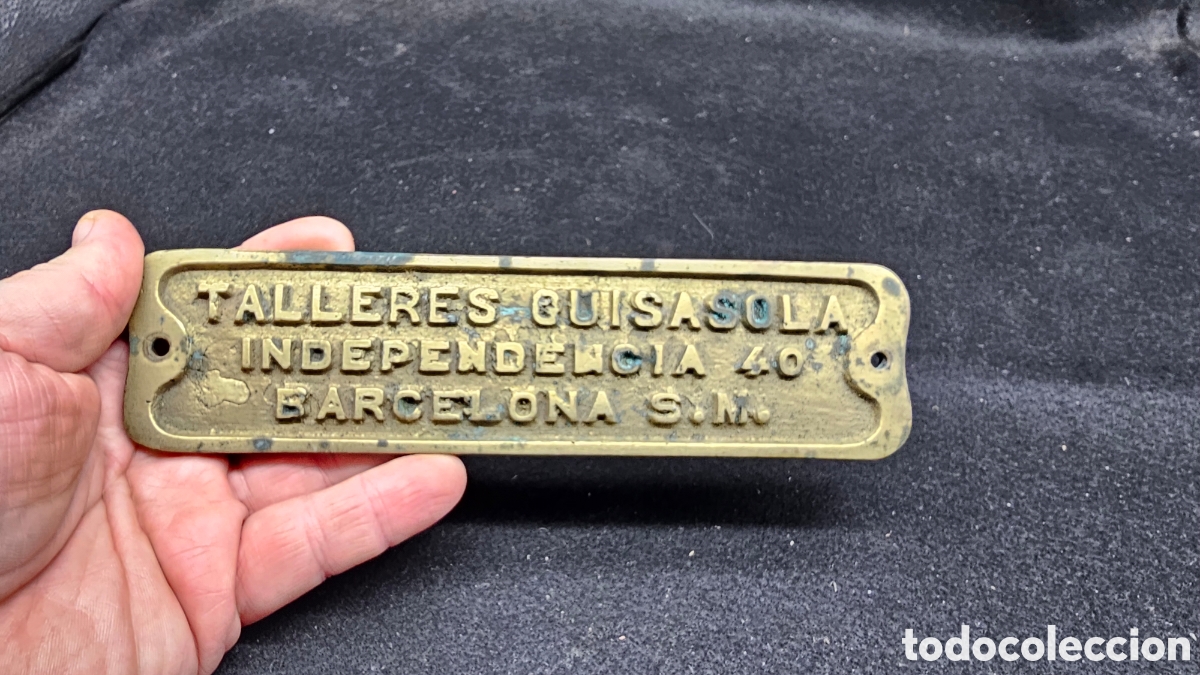 TALLERES GUISASOLA
INDEPENDENCIA 40
BARCELONA S.M.
todocoleccion